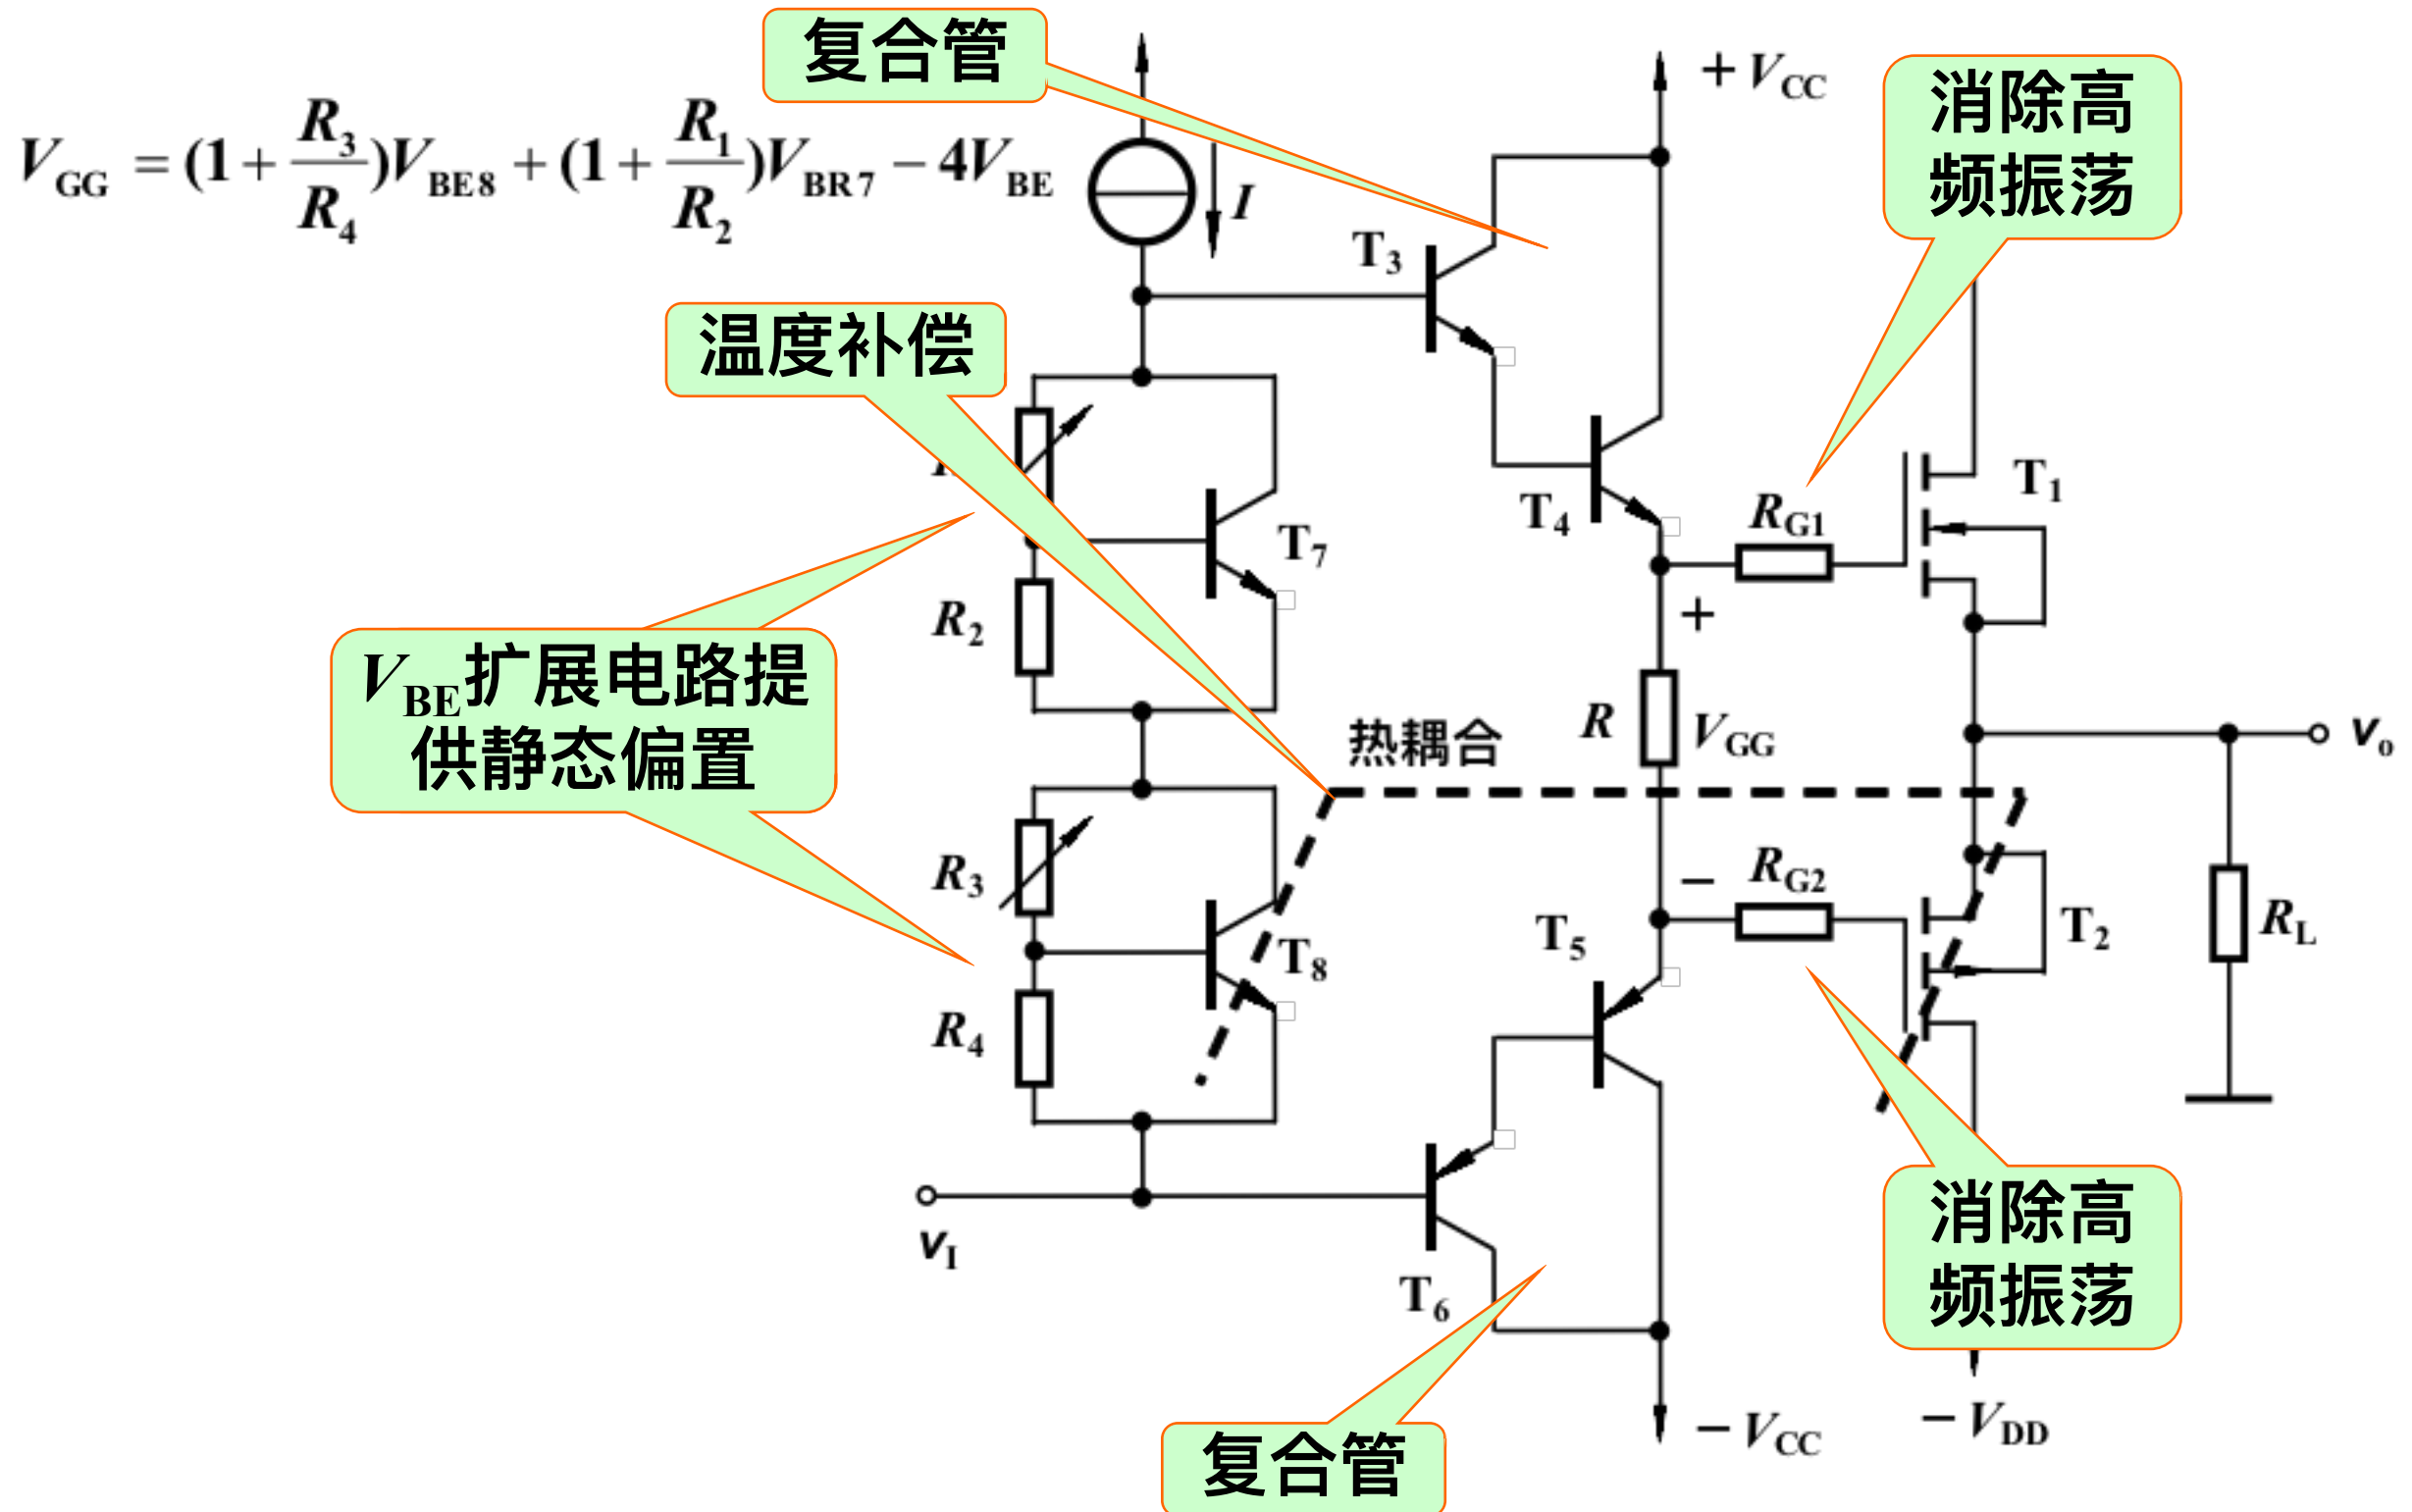 复合管
+ V_CC
消除高
频振荡
V_GG = (1 + R_3/R_4)V_BE8 + (1 + R_1/R_2)V_BR7 − 4V_BE
I
T_3
温度补偿
T_1
T_4
R_G1
T_7
R_2
+
V_BE扩展电路提
供静态偏置
热耦合
R
V_GG
v_o
R_3
−
R_G2
T_5
T_2
R_L
T_8
R_4
v_I
T_6
消除高
频振荡
复合管
− V_CC
− V_DD